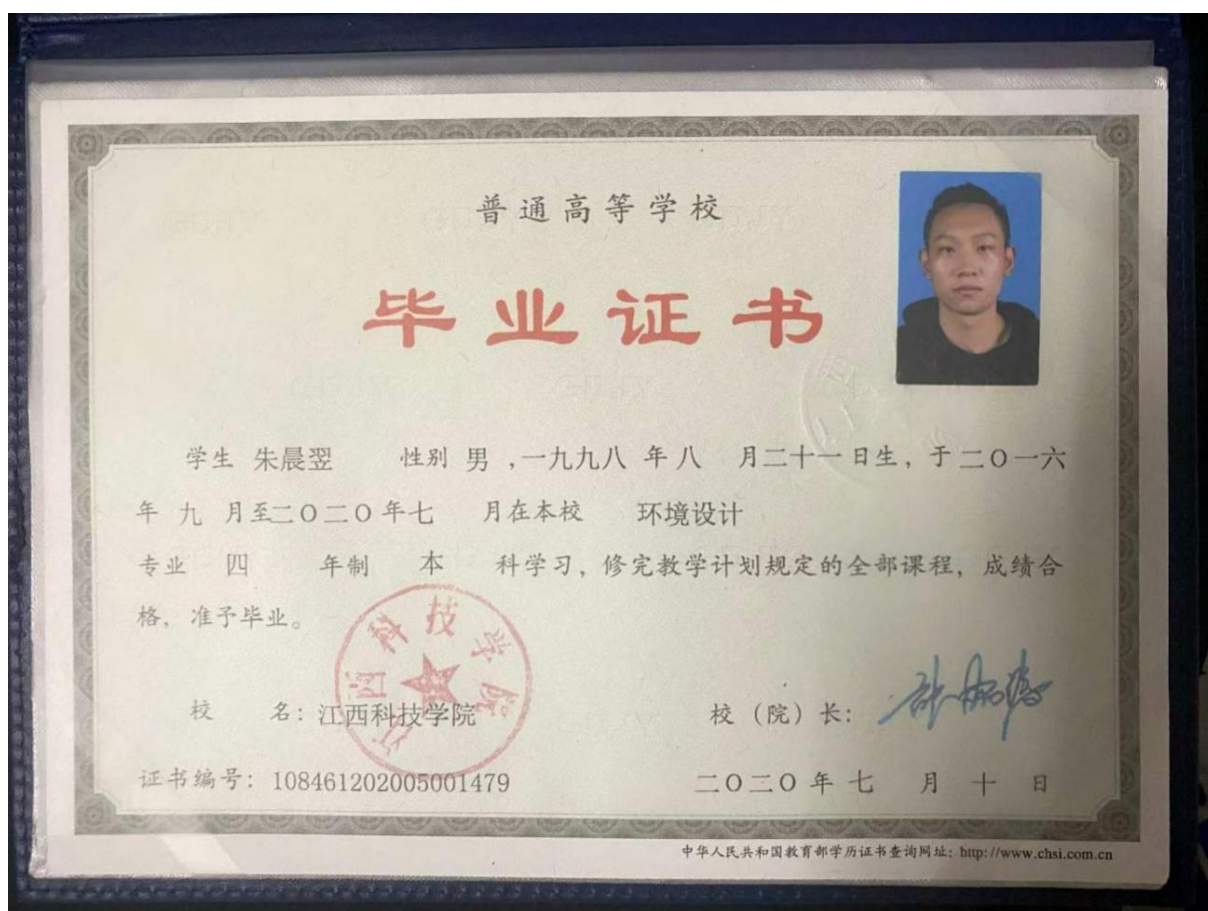 普通高等学校
毕业证书
学生 朱晨翌 性别 男 ,一九九八 年 八 月二十一日生, 于二〇一六
年 九 月至二〇二〇年七 月在本校 环境设计
专业 四 年制 本 科学习, 修完教学计划规定的全部课程, 成绩合
格, 准予毕业。
江西科技学院
校 名: 江西科技学院 校 (院) 长:
证书编号: 108461202005001479 二〇二〇年七 月 十 日
中华人民共和国教育部学历证书查询网址: http://www.chsi.com.cn